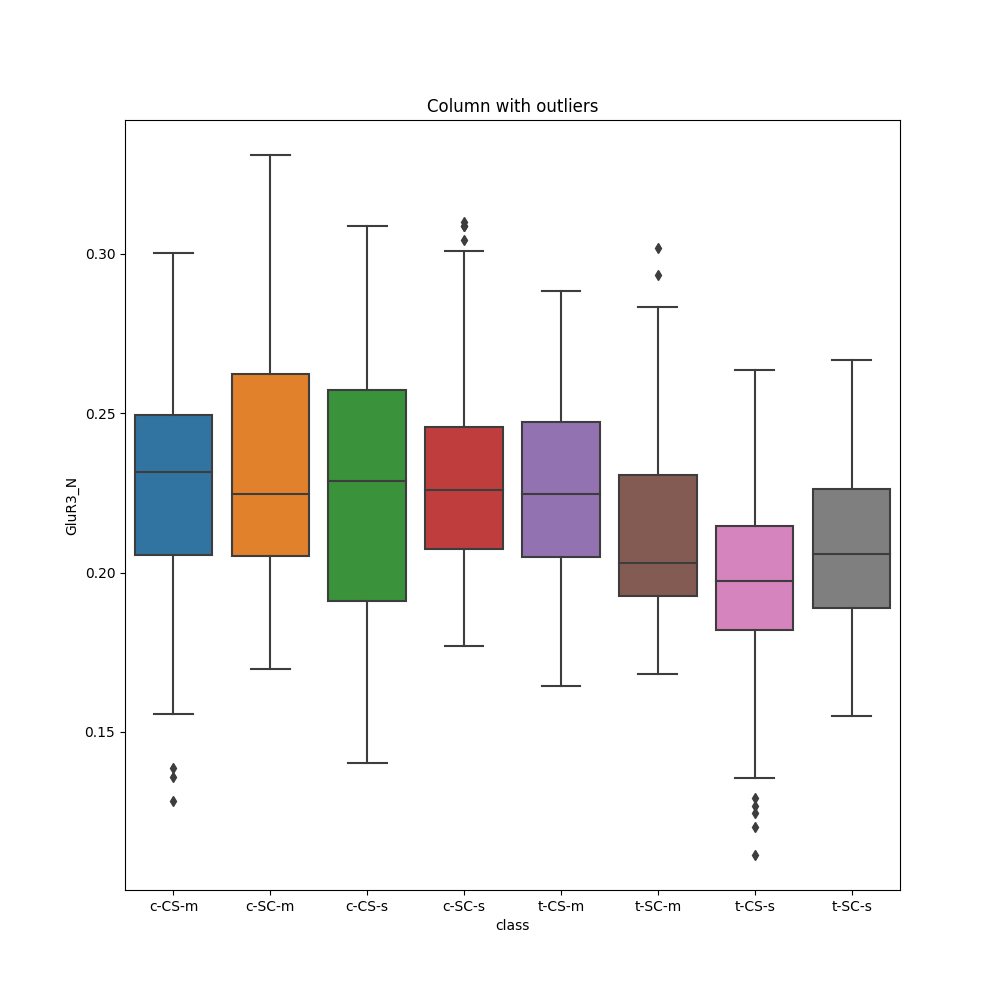 Column with outliers
GluR3_N
0.30
0.25
0.20
0.15
c-CS-m c-SC-m c-CS-s c-SC-s t-CS-m t-SC-m t-CS-s t-SC-s
class